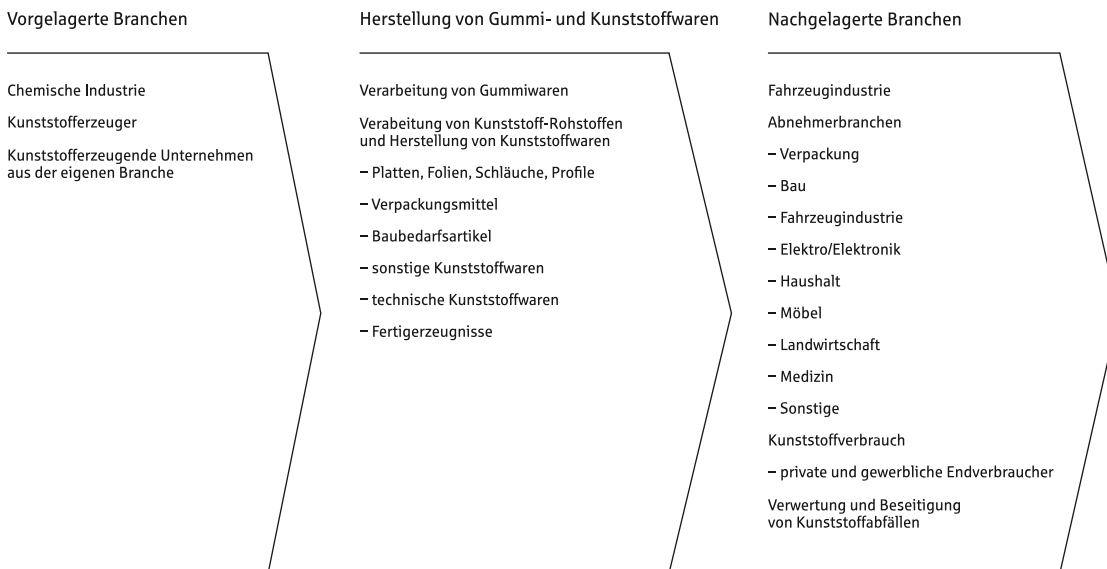 Vorgelagerte Branchen
Chemische Industrie
Kunststofferzeuger
Kunststofferzeugende Unternehmen
aus der eigenen Branche
Herstellung von Gummi- und Kunststoffwaren
Verarbeitung von Gummiwaren
Verabeitung von Kunststoff-Rohstoffen
und Herstellung von Kunststoffwaren
– Platten, Folien, Schläuche, Profile
– Verpackungsmittel
– Baubedarfsartikel
– sonstige Kunststoffwaren
– technische Kunststoffwaren
– Fertigerzeugnisse
Nachgelagerte Branchen
Fahrzeugindustrie
Abnehmerbranchen
– Verpackung
– Bau
– Fahrzeugindustrie
– Elektro/Elektronik
– Haushalt
– Möbel
– Landwirtschaft
– Medizin
– Sonstige
Kunststoffverbrauch
– private und gewerbliche Endverbraucher
Verwertung und Beseitigung
von Kunststoffabfällen